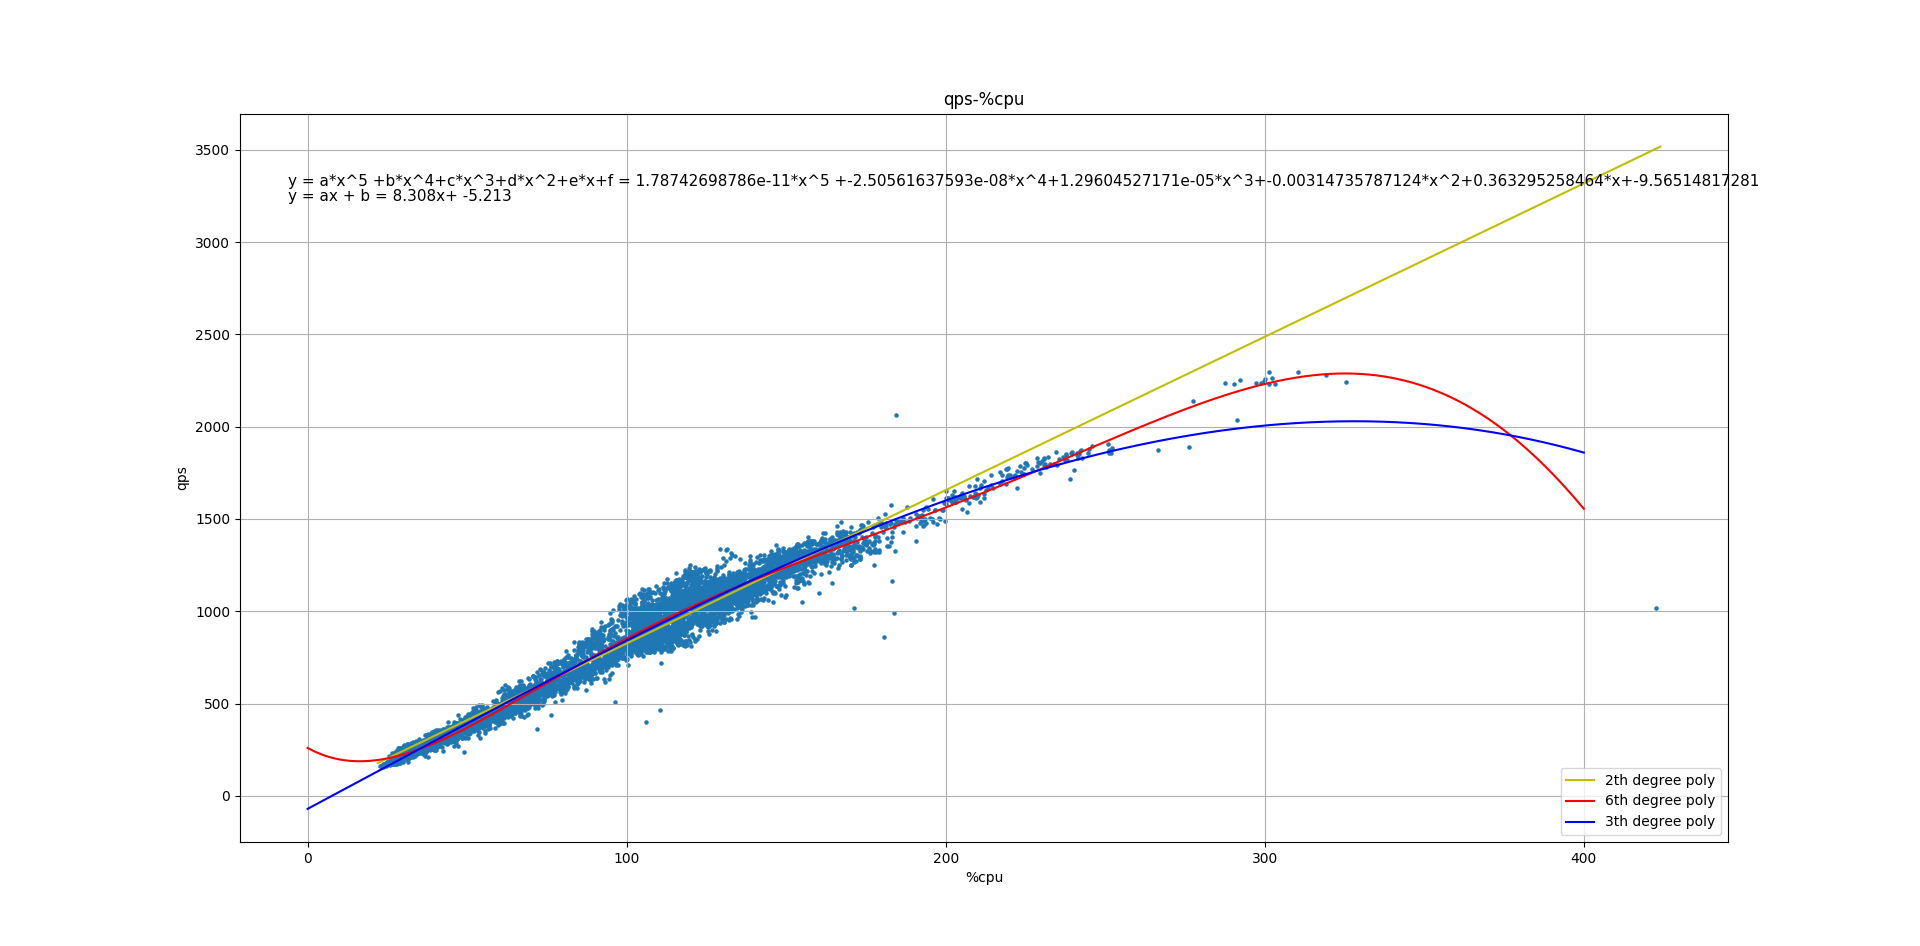 qps-%cpu
3500
y = a*x^5 +b*x^4+c*x^3+d*x^2+e*x+f = 1.78742698786e-11*x^5 +-2.50561637593e-08*x^4+1.29604527171e-05*x^3+-0.00314735787124*x^2+0.363295258464*x+-9.56514817281
y = ax + b = 8.308x+ -5.213
3000
2500
2000
qps
1500
1000
500
0
2th degree poly
6th degree poly
3th degree poly
0 100 200 300 400
%cpu